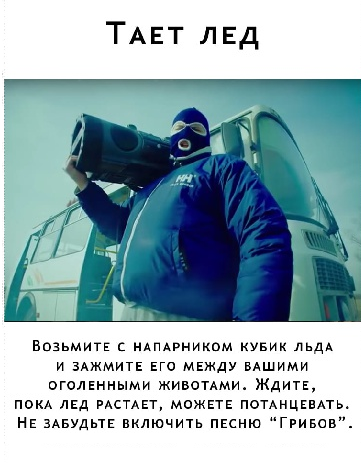 Тает лед
HH
Возьмите с напарником кубик льда
и зажмите его между вашими
оголенными животами. Ждите,
пока лед растает, можете потанцевать.
Не забудьте включить песню “Грибов”.